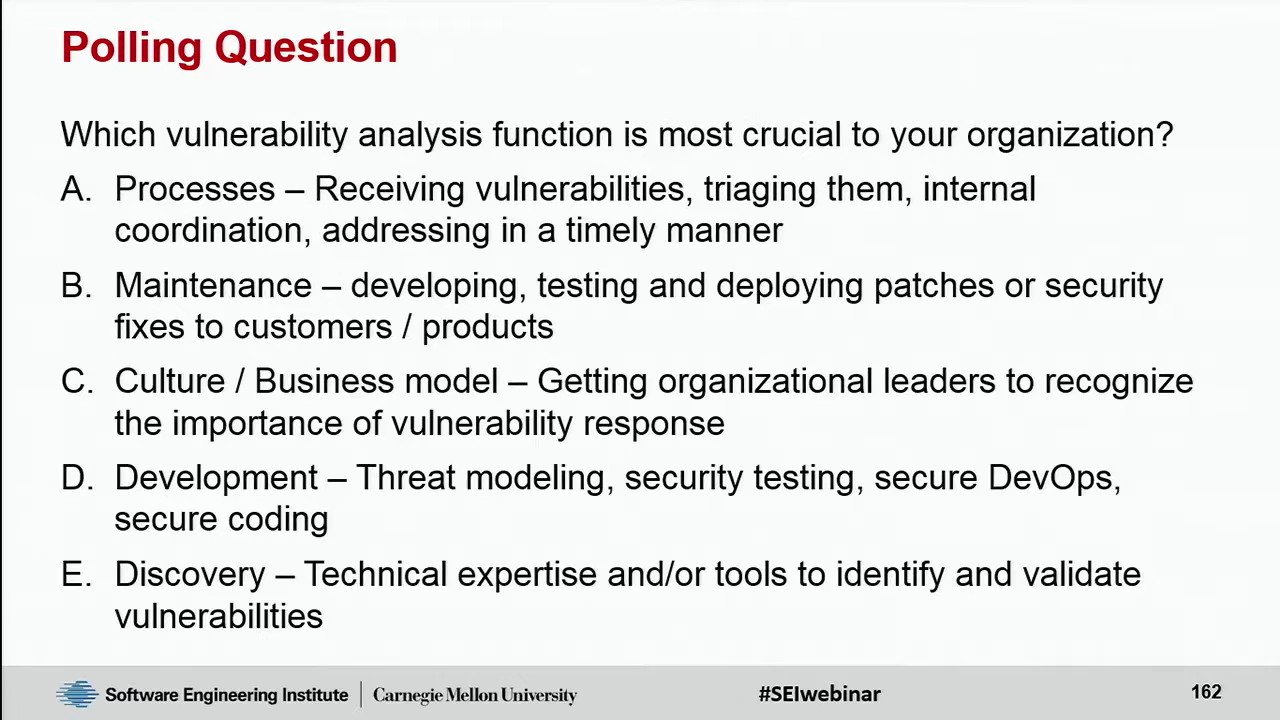 Polling Question
Which vulnerability analysis function is most crucial to your organization?
A. Processes – Receiving vulnerabilities, triaging them, internal
coordination, addressing in a timely manner
B. Maintenance – developing, testing and deploying patches or security
fixes to customers / products
C. Culture / Business model – Getting organizational leaders to recognize
the importance of vulnerability response
D. Development – Threat modeling, security testing, secure DevOps,
secure coding
E. Discovery – Technical expertise and/or tools to identify and validate
vulnerabilities
Software Engineering Institute | Carnegie Mellon University
#SEIwebinar
162